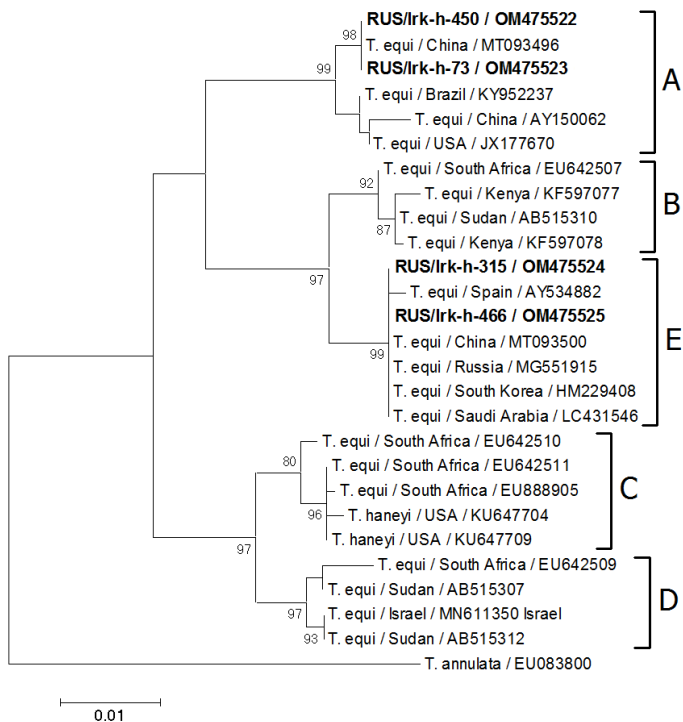 RUS/Irk-h-450 / OM475522
98
T. equi / China / MT093496
RUS/Irk-h-73 / OM475523
99
T. equi / Brazil / KY952237
T. equi / China / AY150062
T. equi / USA / JX177670
A
T. equi / South Africa / EU642507
92
T. equi / Kenya / KF597077
T. equi / Sudan / AB515310
87
T. equi / Kenya / KF597078
B
97
RUS/Irk-h-315 / OM475524
T. equi / Spain / AY534882
RUS/Irk-h-466 / OM475525
T. equi / China / MT093500
99
T. equi / Russia / MG551915
T. equi / South Korea / HM229408
T. equi / Saudi Arabia / LC431546
E
T. equi / South Africa / EU642510
80
T. equi / South Africa / EU642511
T. equi / South Africa / EU888905
96
T. haneyi / USA / KU647704
T. haneyi / USA / KU647709
C
97
T. equi / South Africa / EU642509
T. equi / Sudan / AB515307
97
T. equi / Israel / MN611350 Israel
93
T. equi / Sudan / AB515312
D
T. annulata / EU083800
0.01